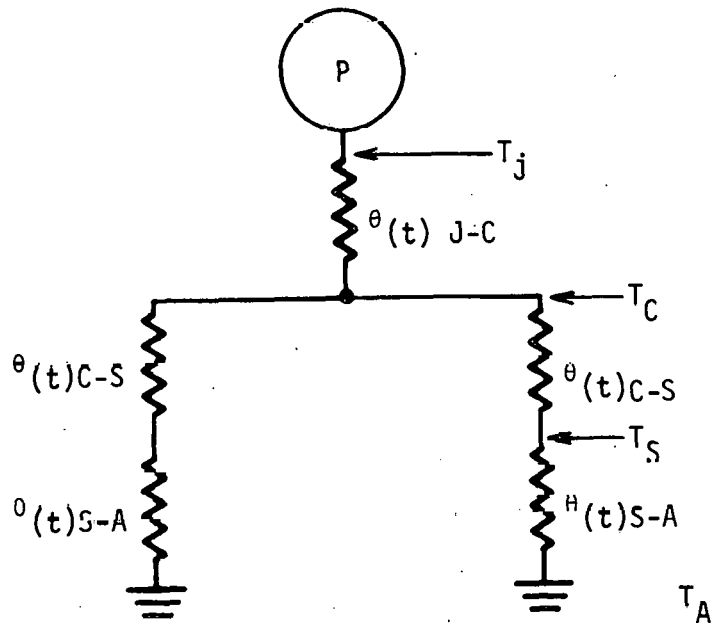 P
T_j
θ(t) J-C
T_C
θ(t)C-S
θ(t)C-S
T_S
θ(t)S-A
θ(t)S-A
T_A